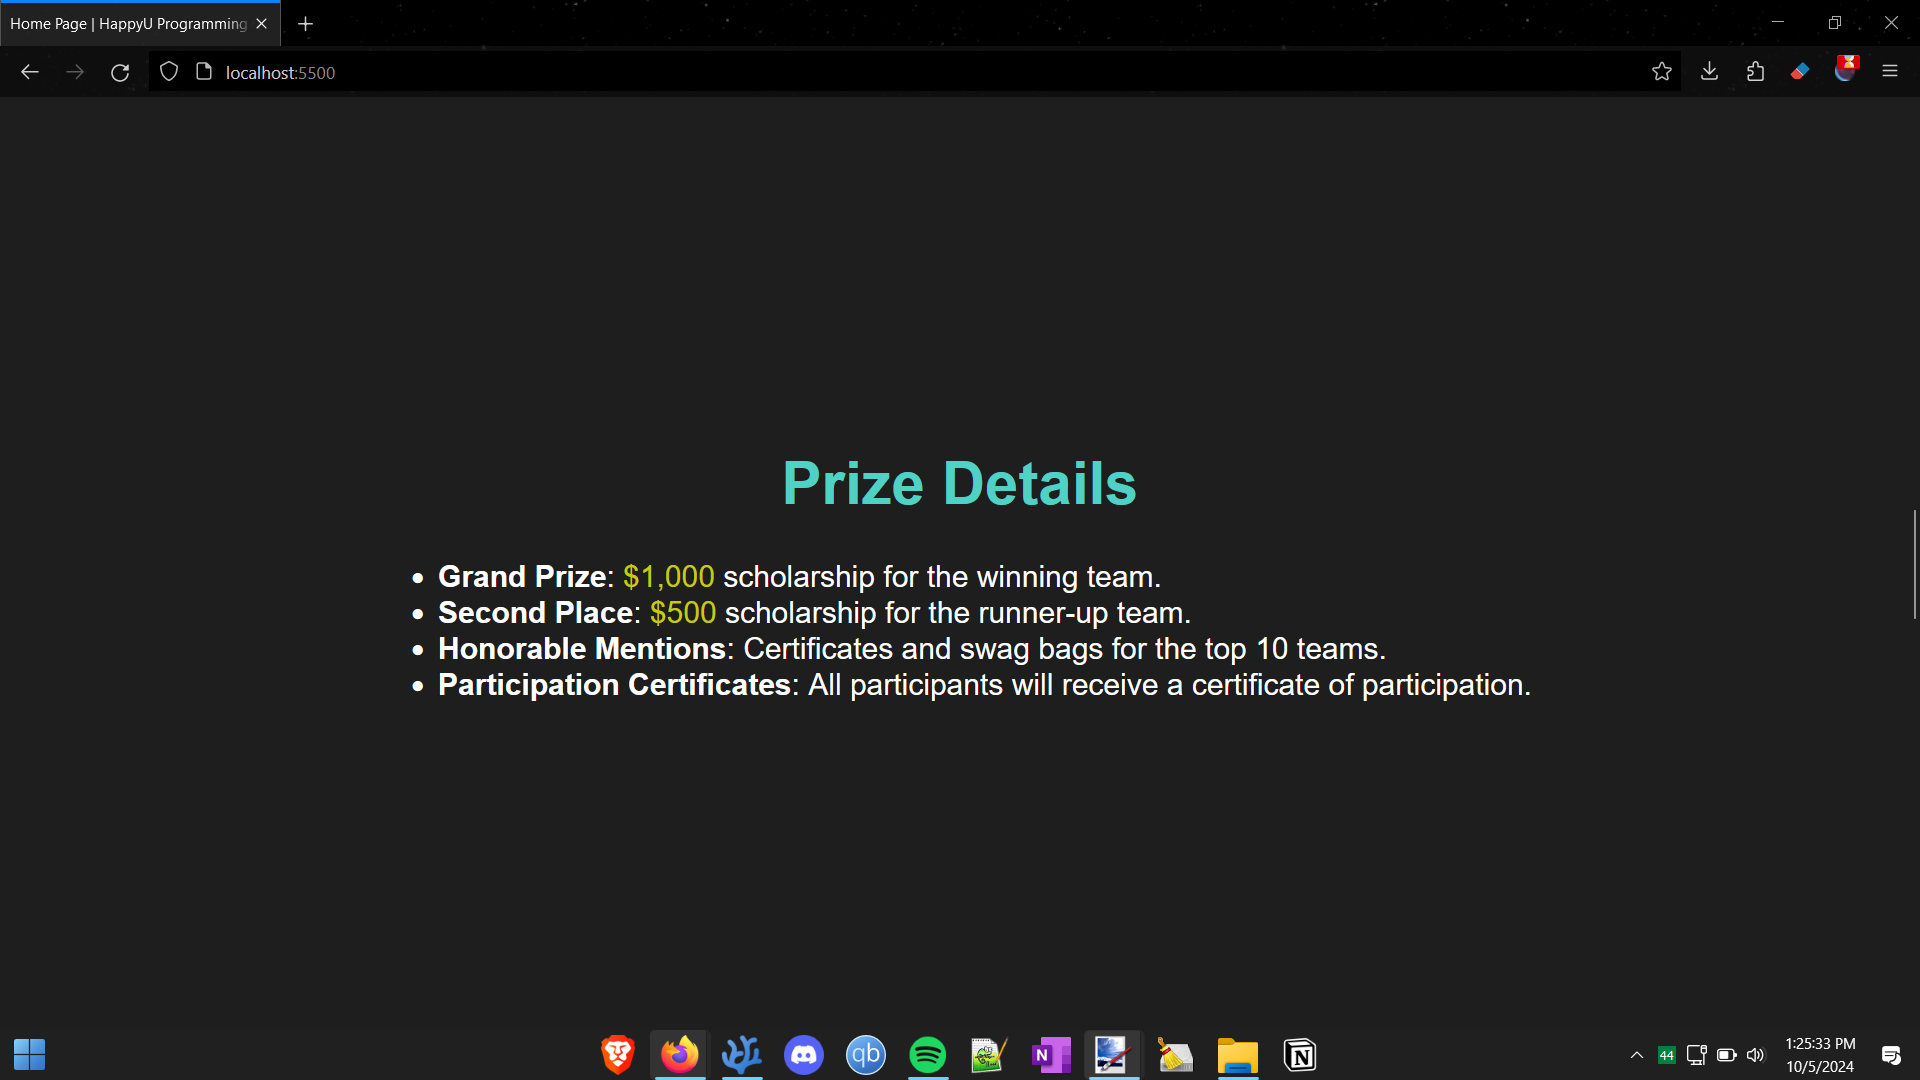 Home Page | HappyU Programming
localhost:5500
Prize Details
• Grand Prize: $1,000 scholarship for the winning team.
• Second Place: $500 scholarship for the runner-up team.
• Honorable Mentions: Certificates and swag bags for the top 10 teams.
• Participation Certificates: All participants will receive a certificate of participation.
qb
N
N
44
1:25:33 PM
10/5/2024